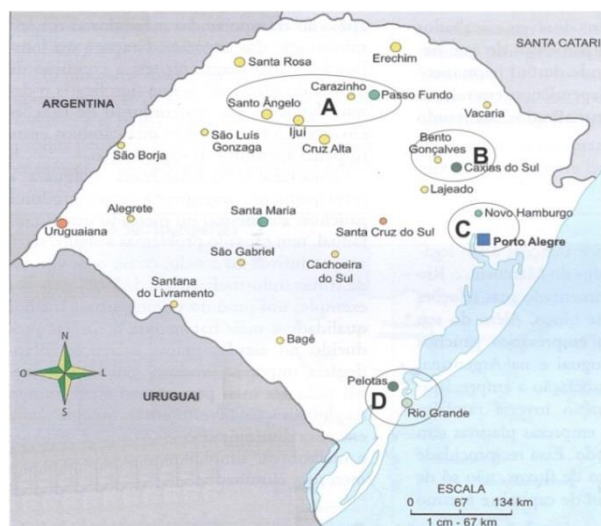 SANTA CATARI
Erechim
Santa Rosa
ARGENTINA
Carazinho
Passo Fundo
A
Santo Ângelo
Ijuí
Vacaria
São Luís
Gonzaga
Cruz Alta
Bento
Gonçalves
B
Caxias do Sul
São Borja
Lajeado
Alegrete
Santa Maria
Novo Hamburgo
C
Uruguaiana
Santa Cruz do Sul
Porto Alegre
São Gabriel
Cachoeira
do Sul
Santana
do Livramento
Bagé
N
O
L
S
Pelotas
D
Rio Grande
URUGUAI
ESCALA
0 67 134 km
1 cm - 67 km